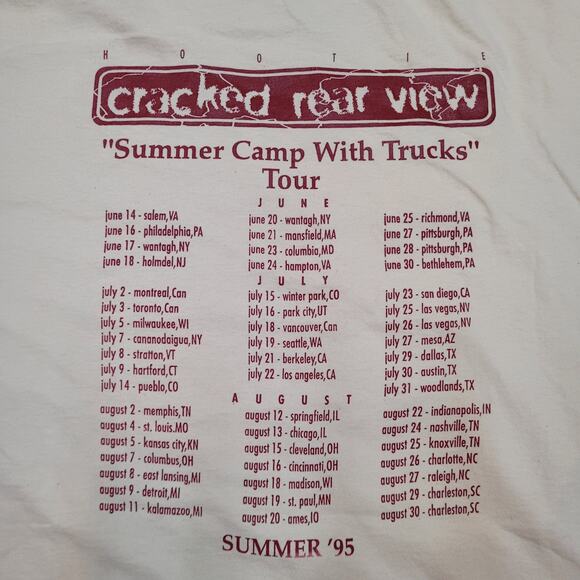 HOOTIE
cracked rear view
"Summer Camp With Trucks"
Tour
JUNE
june 14 - salem,VA
june 16 - philadelphia,PA
june 17 - wantagh,NY
june 18 - holmdel,NJ
june 20 - wantagh,NY
june 21 - mansfield,MA
june 23 - columbia,MD
june 24 - hampton,VA
june 25 - richmond,VA
june 27 - pittsburgh,PA
june 28 - pittsburgh,PA
june 30 - bethlehem,PA
JULY
july 2 - montreal,Can
july 3 - toronto,Can
july 5 - milwaukee,WI
july 7 - cananodaigua,NY
july 8 - stratton,VT
july 9 - hartford,CT
july 14 - pueblo,CO
july 15 - winter park,CO
july 16 - park city,UT
july 18 - vancouver,Can
july 19 - seattle,WA
july 21 - berkeley,CA
july 22 - los angeles,CA
july 23 - san diego,CA
july 25 - las vegas,NV
july 26 - las vegas,NV
july 27 - mesa,AZ
july 29 - dallas,TX
july 30 - austin,TX
july 31 - woodlands,TX
AUGUST
august 2 - memphis,TN
august 4 - st. louis.MO
august 5 - kansas city,KN
august 7 - columbus,OH
august 8 - east lansing,MI
august 9 - detroit,MI
august 11 - kalamazoo,MI
august 12 - springfield,IL
august 13 - chicago,IL
august 15 - cleveland,OH
august 16 - cincinnati,OH
august 18 - madison,WI
august 19 - st. paul,MN
august 20 - ames,IO
august 22 - indianapolis,IN
august 24 - nashville,TN
august 25 - knoxville,TN
august 26 - charlotte,NC
august 27 - raleigh,NC
august 29 - charleston,SC
august 30 - charleston,SC
SUMMER '95